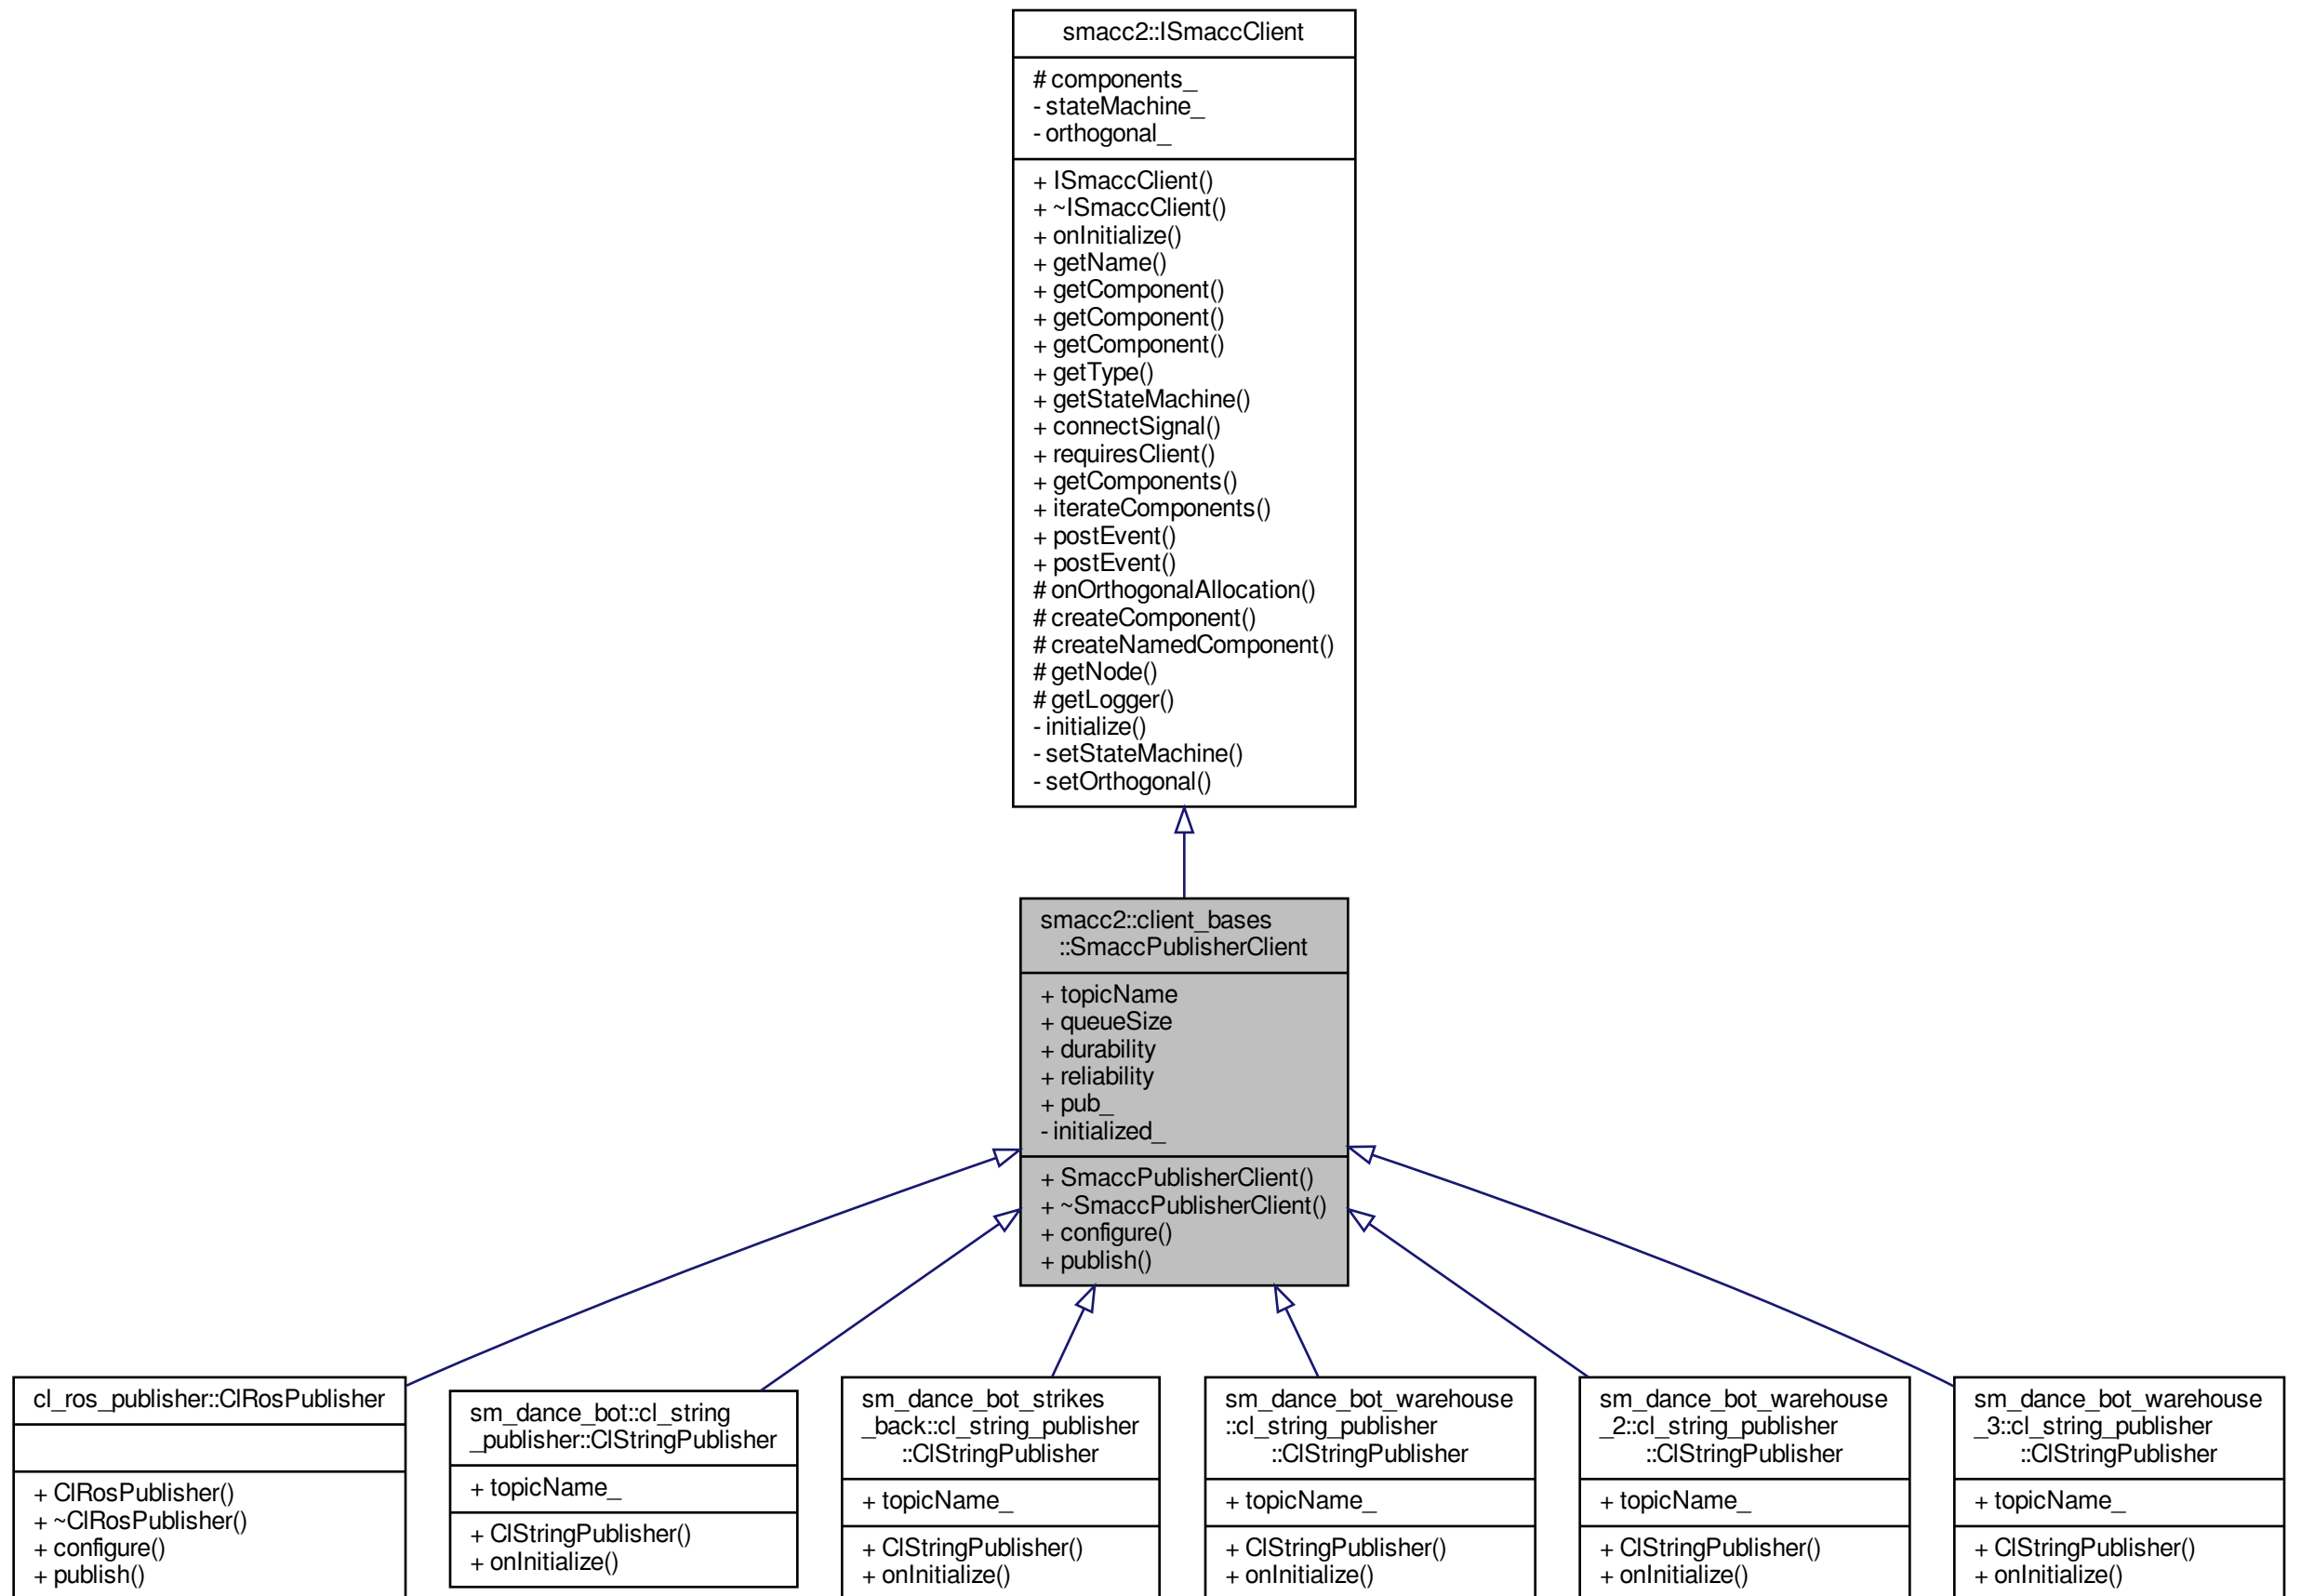 smacc2::ISmaccClient
# components_
- stateMachine_
- orthogonal_
+ ISmaccClient()
+ ~ISmaccClient()
+ onInitialize()
+ getName()
+ getComponent()
+ getComponent()
+ getComponent()
+ getType()
+ getStateMachine()
+ connectSignal()
+ requiresClient()
+ getComponents()
+ iterateComponents()
+ postEvent()
+ postEvent()
# onOrthogonalAllocation()
# createComponent()
# createNamedComponent()
# getNode()
# getLogger()
- initialize()
- setStateMachine()
- setOrthogonal()
smacc2::client_bases
::SmaccPublisherClient
+ topicName
+ queueSize
+ durability
+ reliability
+ pub_
- initialized_
+ SmaccPublisherClient()
+ ~SmaccPublisherClient()
+ configure()
+ publish()
cl_ros_publisher::ClRosPublisher
+ ClRosPublisher()
+ ~ClRosPublisher()
+ configure()
+ publish()
sm_dance_bot::cl_string
_publisher::ClStringPublisher
+ topicName_
+ ClStringPublisher()
+ onInitialize()
sm_dance_bot_strikes
_back::cl_string_publisher
::ClStringPublisher
+ topicName_
+ ClStringPublisher()
+ onInitialize()
sm_dance_bot_warehouse
::cl_string_publisher
::ClStringPublisher
+ topicName_
+ ClStringPublisher()
+ onInitialize()
sm_dance_bot_warehouse
_2::cl_string_publisher
::ClStringPublisher
+ topicName_
+ ClStringPublisher()
+ onInitialize()
sm_dance_bot_warehouse
_3::cl_string_publisher
::ClStringPublisher
+ topicName_
+ ClStringPublisher()
+ onInitialize()